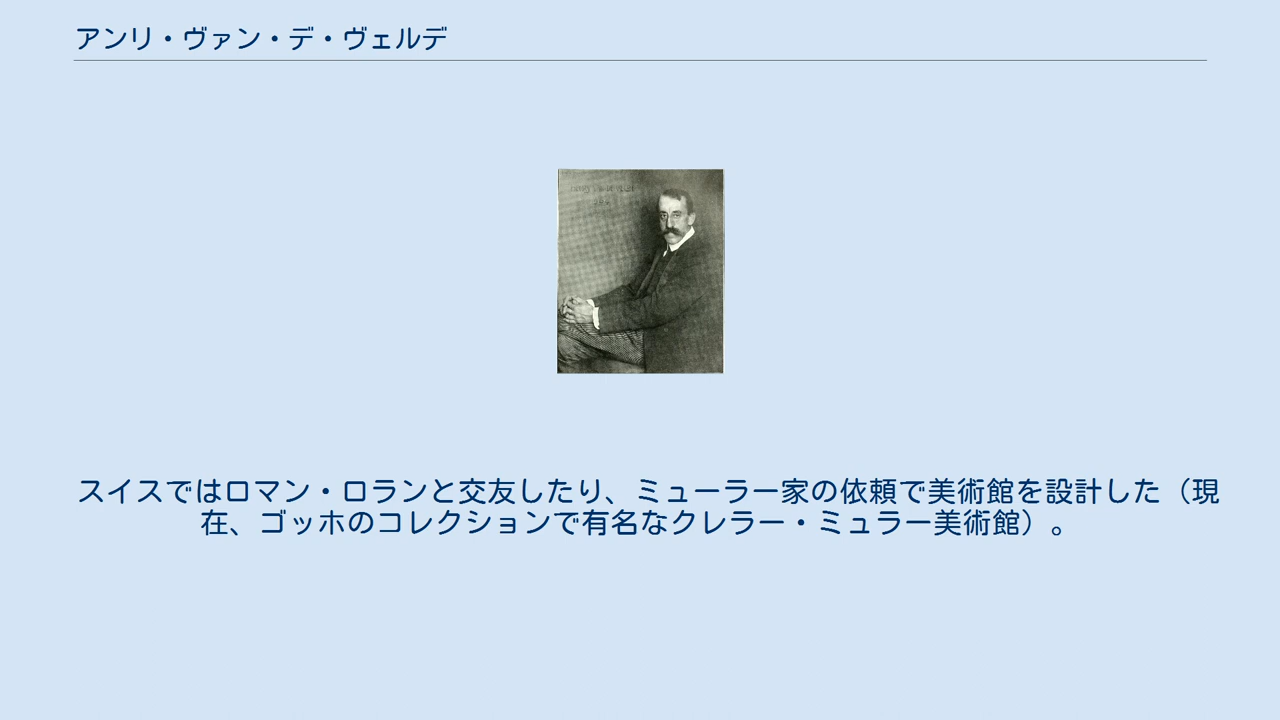 アンリ・ヴァン・デ・ヴェルデ
スイスではロマン・ロランと交友したり、ミューラー家の依頼で美術館を設計した（現
在、ゴッホのコレクションで有名なクレラー・ミュラー美術館）。